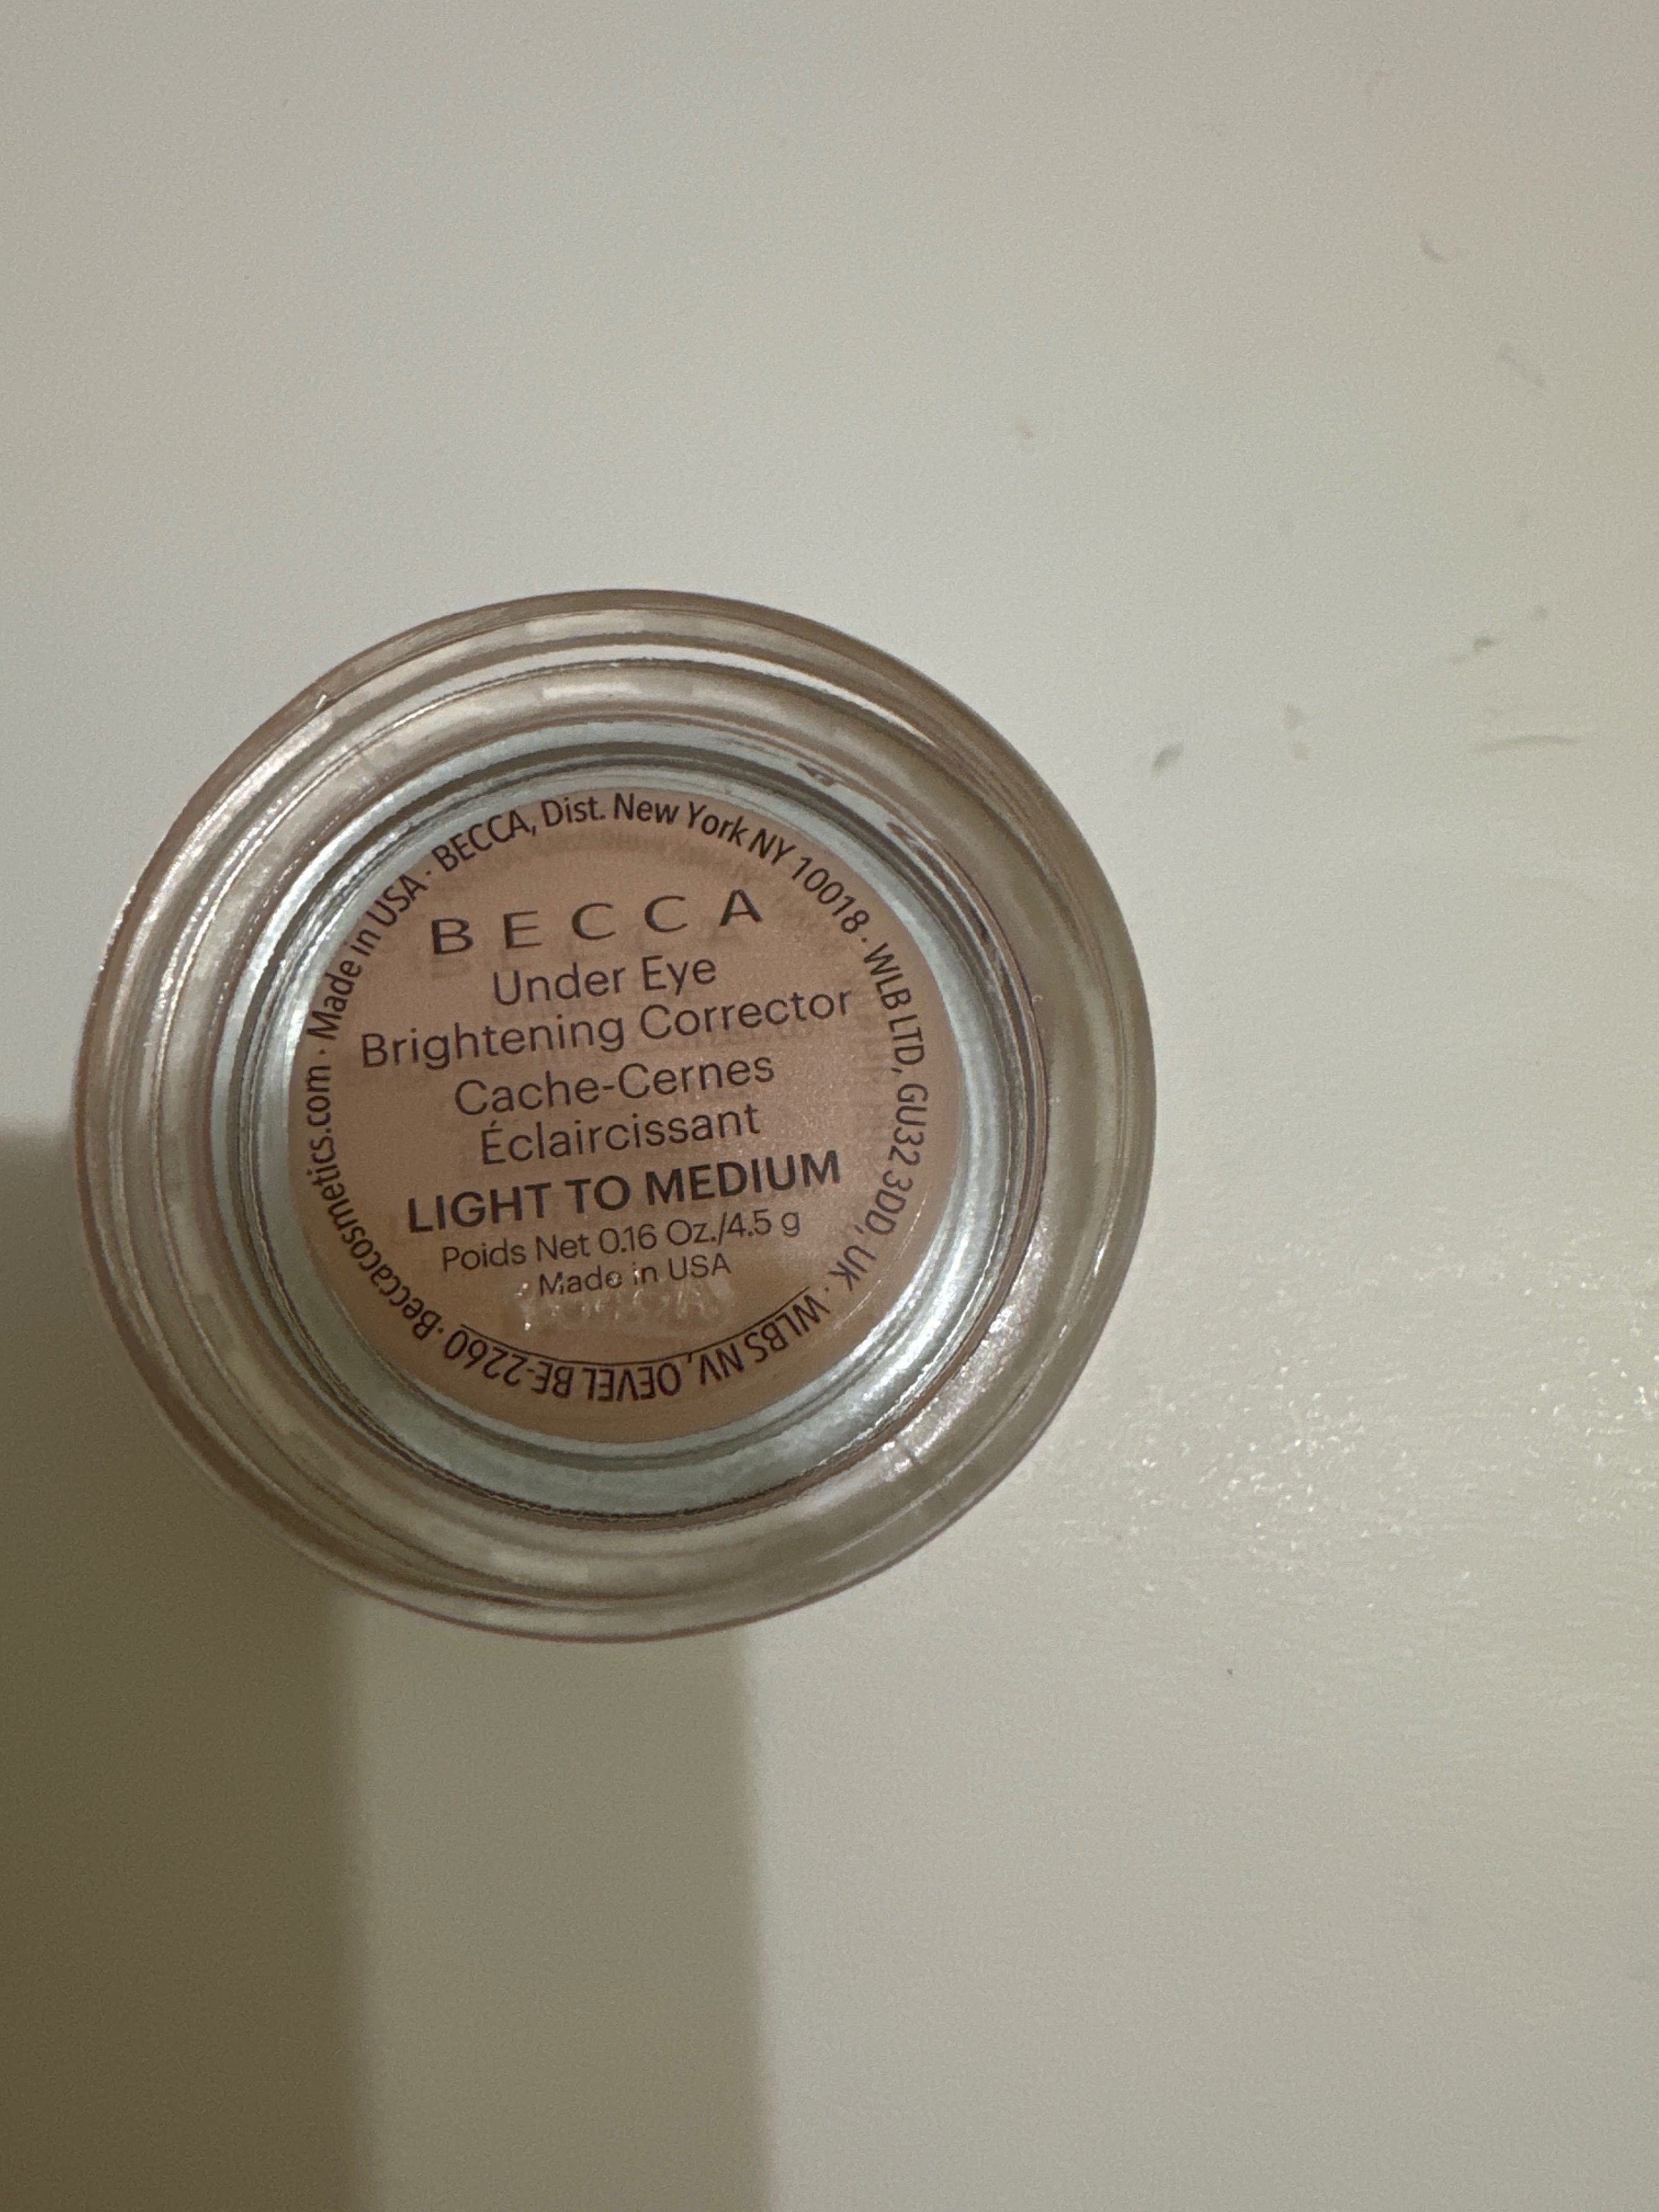 BECCA
Under Eye
Brightening Corrector
Cache-Cernes
Éclaircissant
LIGHT TO MEDIUM
Poids Net 0.16 Oz./4.5 g
Made in USA
BECCA, Dist. New York NY 10018 · WLB LTD, GU32 3DD, UK · WLBS NV, OEVEL BE-2260 · Beccacosmetics.com · Made in USA ·